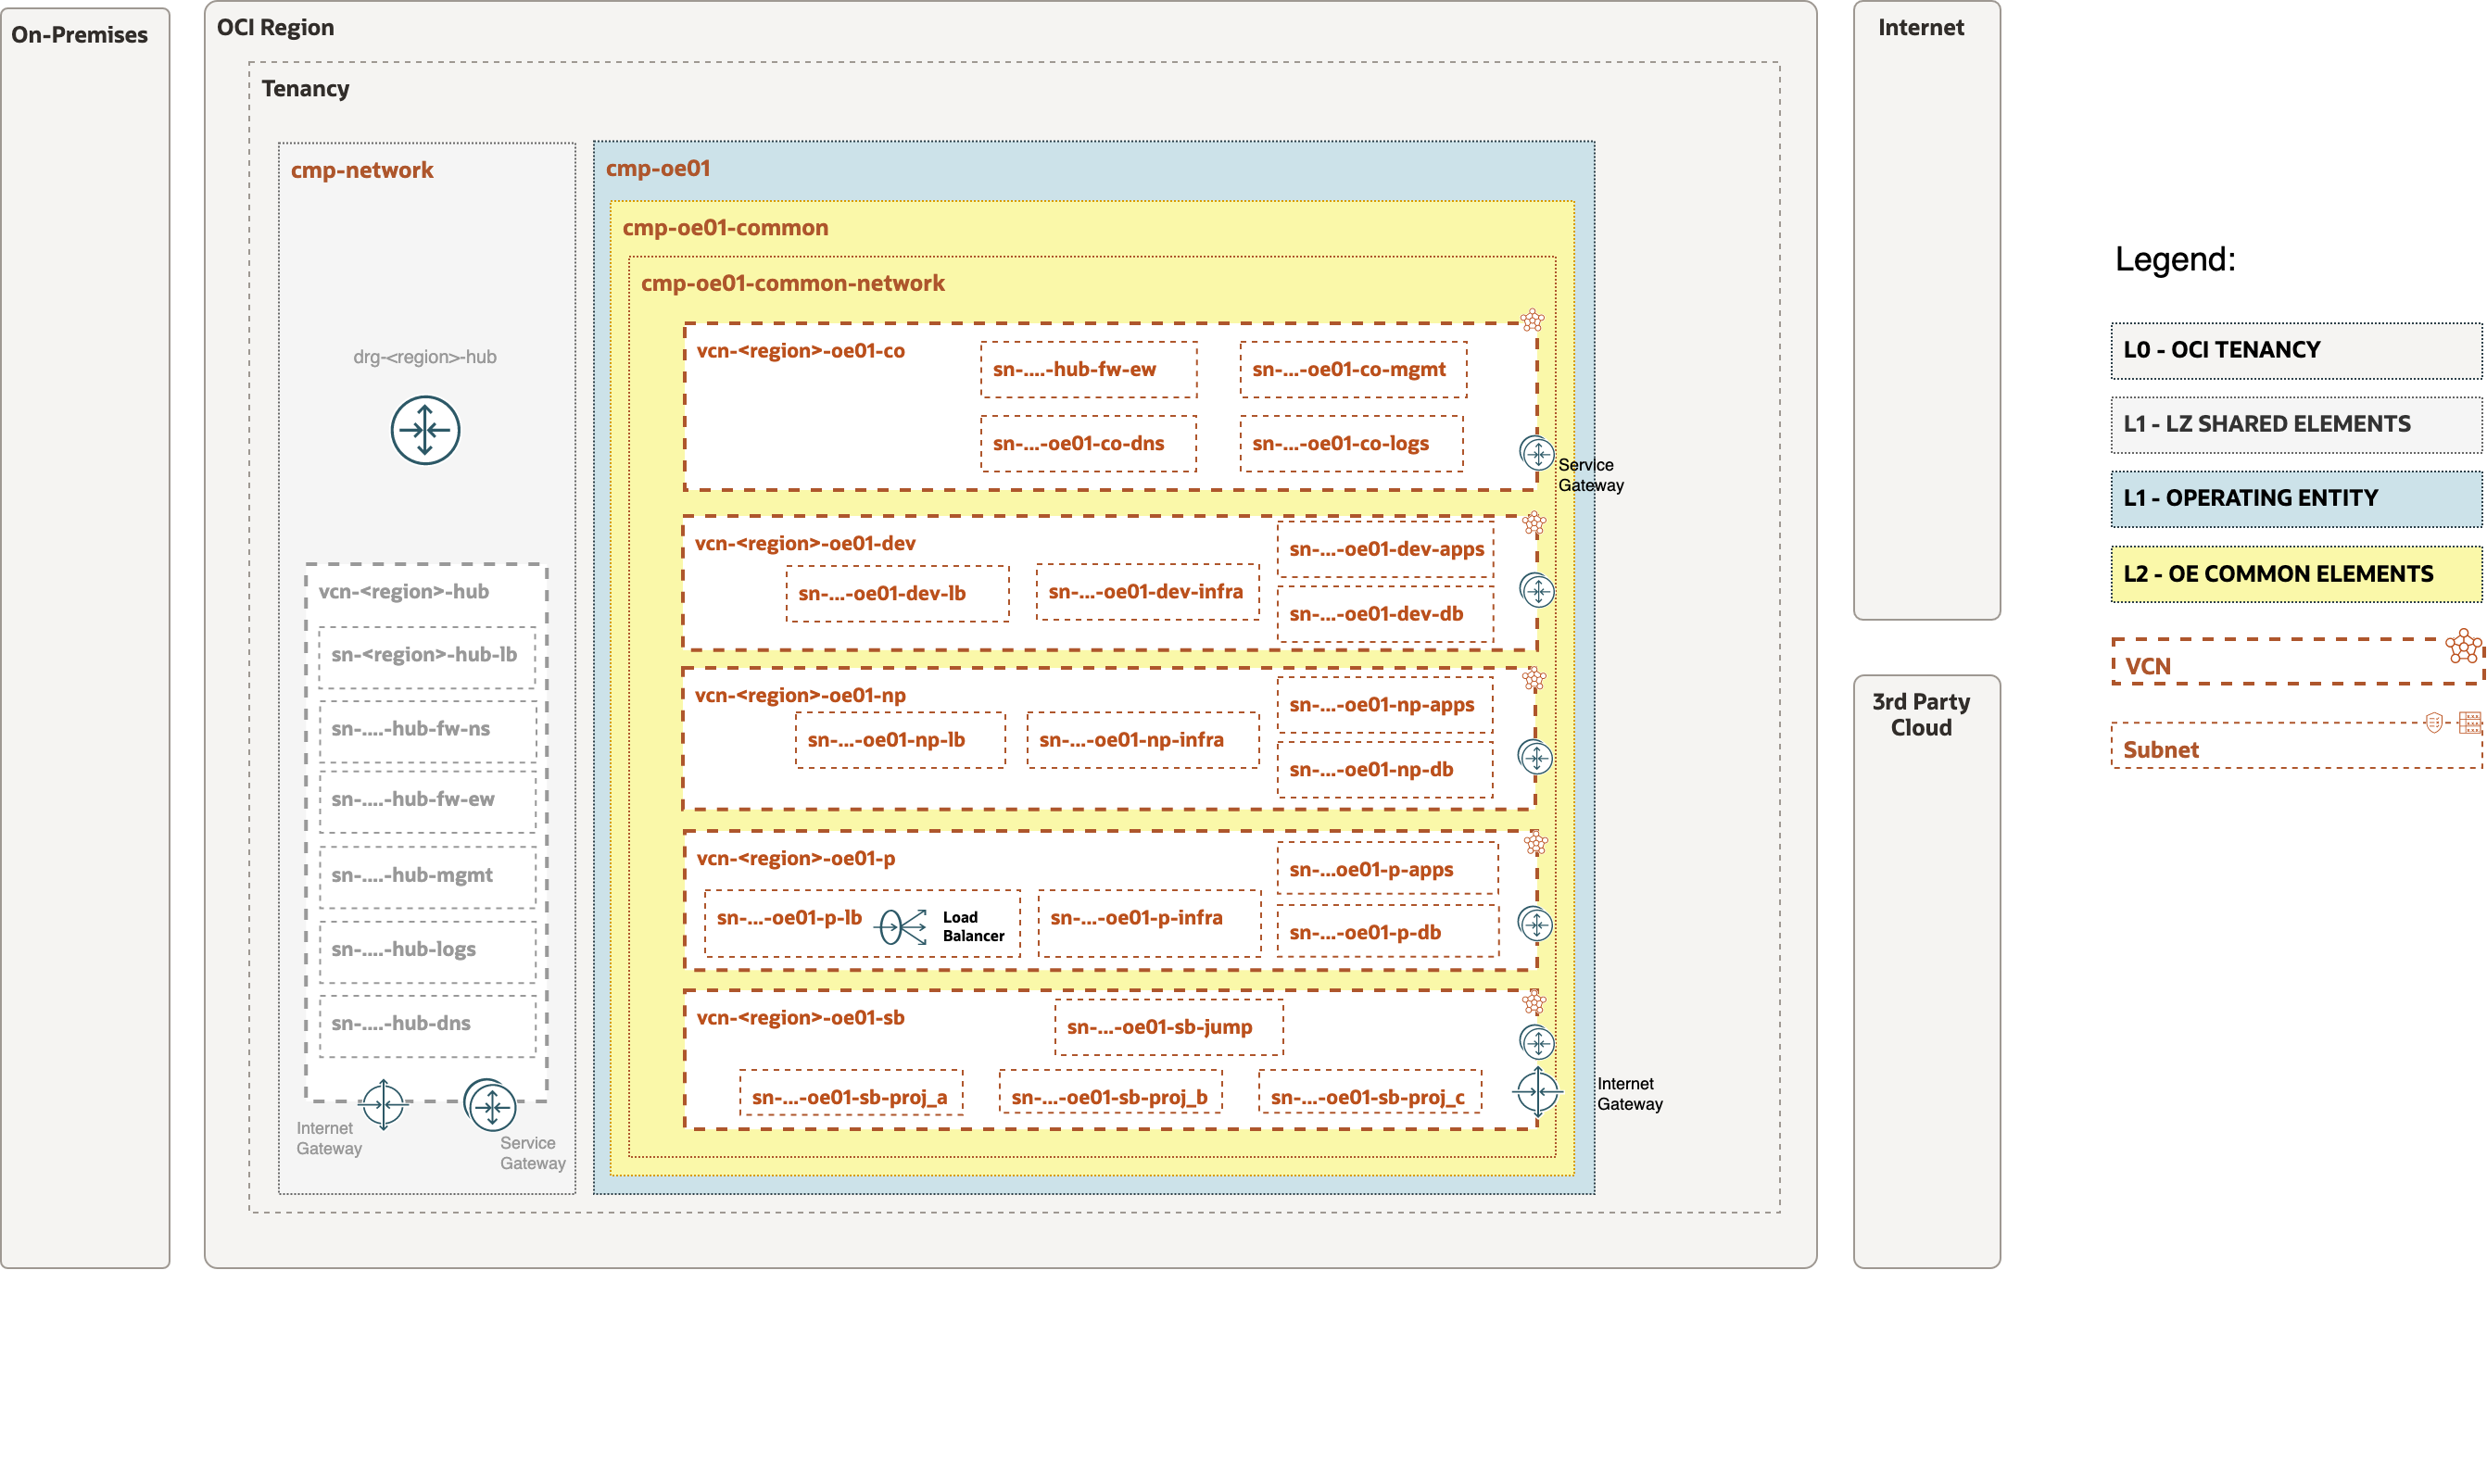 On-Premises
OCI Region
Tenancy
cmp-network
drg-<region>-hub
vcn-<region>-hub
sn-<region>-hub-lb
sn-....-hub-fw-ns
sn-....-hub-fw-ew
sn-....-hub-mgmt
sn-....-hub-logs
sn-....-hub-dns
Internet
Gateway
Service
Gateway
cmp-oe01
cmp-oe01-common
cmp-oe01-common-network
vcn-<region>-oe01-co
sn-....-hub-fw-ew
sn-...-oe01-co-mgmt
sn-...-oe01-co-dns
sn-...-oe01-co-logs
Service
Gateway
vcn-<region>-oe01-dev
sn-...-oe01-dev-lb
sn-...-oe01-dev-infra
sn-...-oe01-dev-apps
sn-...-oe01-dev-db
vcn-<region>-oe01-np
sn-...-oe01-np-lb
sn-...-oe01-np-infra
sn-...-oe01-np-apps
sn-...-oe01-np-db
vcn-<region>-oe01-p
sn-...-oe01-p-lb
Load
Balancer
sn-...-oe01-p-infra
sn-...oe01-p-apps
sn-...-oe01-p-db
vcn-<region>-oe01-sb
sn-...-oe01-sb-jump
sn-...-oe01-sb-proj_a
sn-...-oe01-sb-proj_b
sn-...-oe01-sb-proj_c
Internet
Gateway
Internet
3rd Party
Cloud
Legend:
L0 - OCI TENANCY
L1 - LZ SHARED ELEMENTS
L1 - OPERATING ENTITY
L2 - OE COMMON ELEMENTS
VCN
Subnet